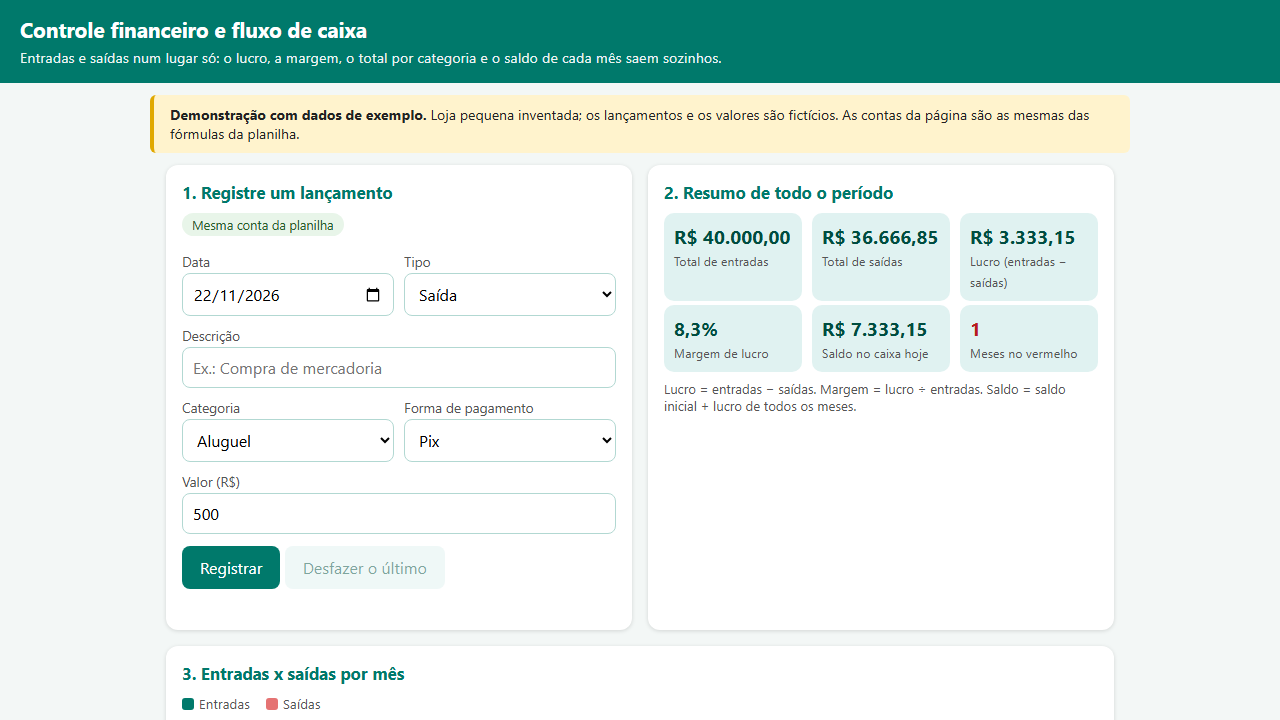 Controle financeiro e fluxo de caixa
Entradas e saídas num lugar só: o lucro, a margem, o total por categoria e o saldo de cada mês saem sozinhos.
Demonstração com dados de exemplo. Loja pequena inventada; os lançamentos e os valores são fictícios. As contas da página são as mesmas das
fórmulas da planilha.
1. Registre um lançamento
Mesma conta da planilha
Data
Tipo
22/11/2026
Saída
Descrição
Ex.: Compra de mercadoria
Categoria
Forma de pagamento
Aluguel
Pix
Valor (R$)
500
Registrar
Desfazer o último
2. Resumo de todo o período
R$ 40.000,00
Total de entradas
R$ 36.666,85
Total de saídas
R$ 3.333,15
Lucro (entradas −
saídas)
8,3%
Margem de lucro
R$ 7.333,15
Saldo no caixa hoje
1
Meses no vermelho
Lucro = entradas − saídas. Margem = lucro ÷ entradas. Saldo = saldo
inicial + lucro de todos os meses.
3. Entradas x saídas por mês
Entradas
Saídas